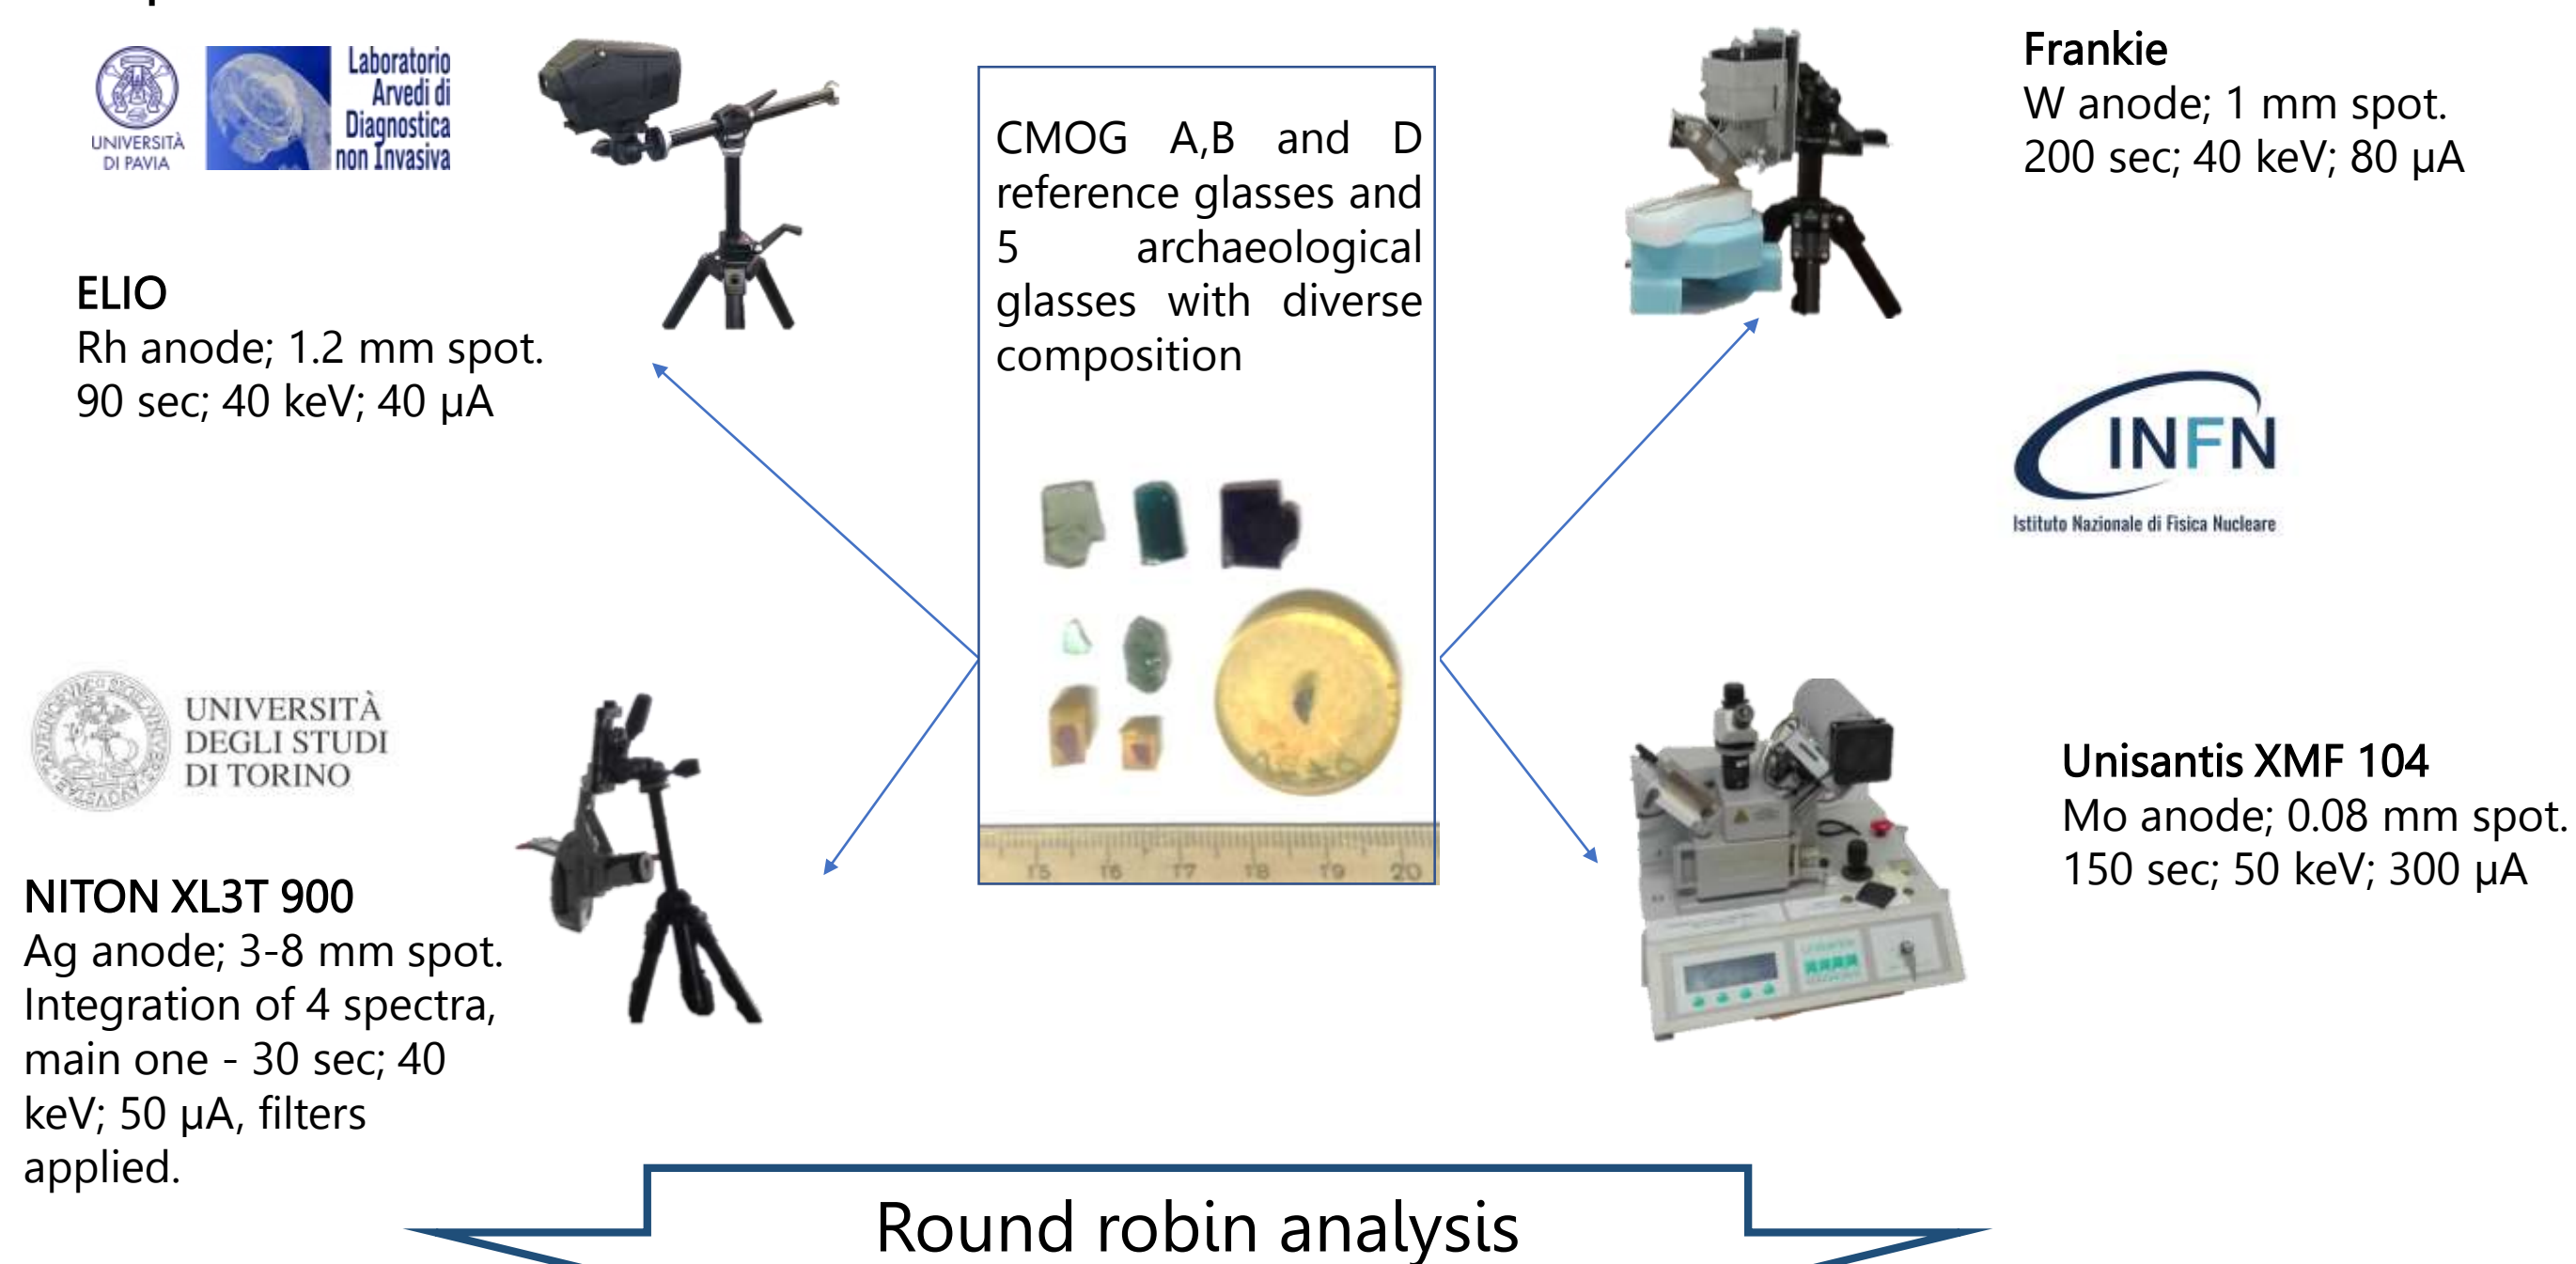 UNIVERSITÀ
DI PAVIA
Laboratorio
Arvedi di
Diagnostica
non Invasiva
ELIO
Rh anode; 1.2 mm spot.
90 sec; 40 keV; 40 µA
UNIVERSITÀ
DEGLI STUDI
DI TORINO
NITON XL3T 900
Ag anode; 3-8 mm spot.
Integration of 4 spectra,
main one - 30 sec; 40
keV; 50 µA, filters
applied.
CMOG A,B and D
reference glasses and
5 archaeological
glasses with diverse
composition
15 16 17 18 19 20
Frankie
W anode; 1 mm spot.
200 sec; 40 keV; 80 µA
INFN
Istituto Nazionale di Fisica Nucleare
Unisantis XMF 104
Mo anode; 0.08 mm spot.
150 sec; 50 keV; 300 µA
Round robin analysis